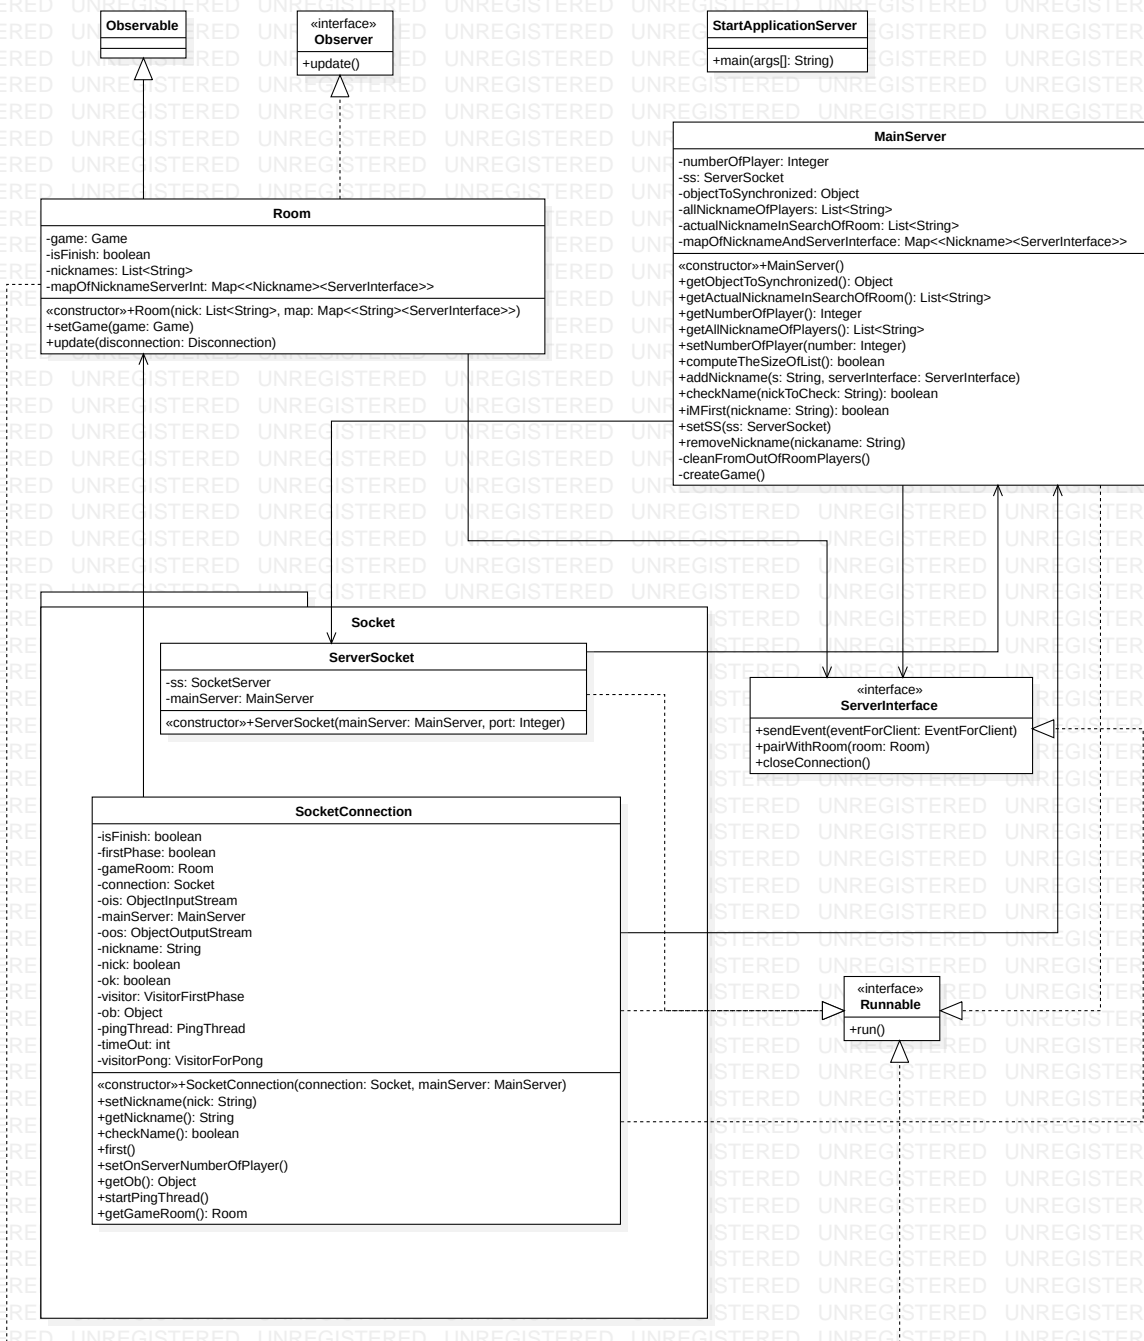 Observable
«interface»
Observer
+update()
StartApplicationServer
+main(args[]: String)
MainServer
-numberOfPlayer: Integer
-ss: ServerSocket
-objectToSynchronized: Object
-allNicknameOfPlayers: List<String>
-actualNicknameInSearchOfRoom: List<String>
-mapOfNicknameAndServerInterface: Map<<Nickname><ServerInterface>>
«constructor»+MainServer()
+getObjectToSynchronized(): Object
+getActualNicknameInSearchOfRoom(): List<String>
+getNumberOfPlayer(): Integer
+getAllNicknameOfPlayers(): List<String>
+setNumberOfPlayer(number: Integer)
+computeTheSizeOfList(): boolean
+addNickname(s: String, serverInterface: ServerInterface)
+checkName(nickToCheck: String): boolean
+iMFirst(nickname: String): boolean
+setSS(ss: ServerSocket)
+removeNickname(nickaname: String)
-cleanFromOutOfRoomPlayers()
-createGame()
Room
-game: Game
-isFinish: boolean
-nicknames: List<String>
-mapOfNicknameServerInt: Map<<Nickname><ServerInterface>>
«constructor»+Room(nick: List<String>, map: Map<<String><ServerInterface>>)
+setGame(game: Game)
+update(disconnection: Disconnection)
Socket
ServerSocket
-ss: SocketServer
-mainServer: MainServer
«constructor»+ServerSocket(mainServer: MainServer, port: Integer)
«interface»
ServerInterface
+sendEvent(eventForClient: EventForClient)
+pairWithRoom(room: Room)
+closeConnection()
SocketConnection
-isFinish: boolean
-firstPhase: boolean
-gameRoom: Room
-connection: Socket
-ois: ObjectInputStream
-mainServer: MainServer
-oos: ObjectOutputStream
-nickname: String
-nick: boolean
-ok: boolean
-visitor: VisitorFirstPhase
-ob: Object
-pingThread: PingThread
-timeOut: int
-visitorPong: VisitorForPong
«constructor»+SocketConnection(connection: Socket, mainServer: MainServer)
+setNickname(nick: String)
+getNickname(): String
+checkName(): boolean
+first()
+setOnServerNumberOfPlayer()
+getOb(): Object
+startPingThread()
+getGameRoom(): Room
«interface»
Runnable
+run()